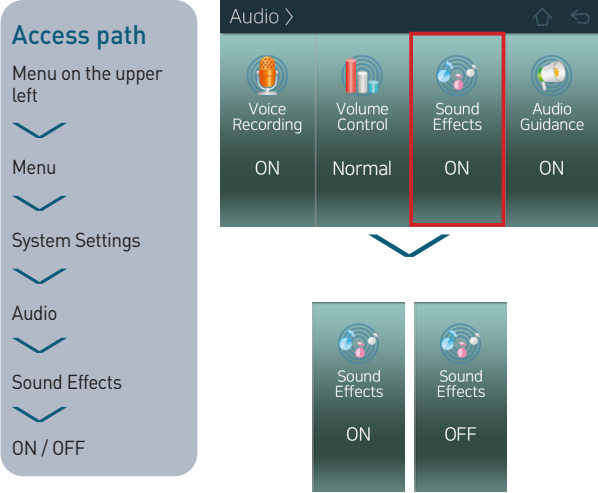 Access path
Menu on the upper
left
Menu
System Settings
Audio
Sound Effects
ON / OFF
Audio
Voice
Recording
ON
Volume
Control
Normal
Sound
Effects
ON
Audio
Guidance
ON
Sound
Effects
ON
Sound
Effects
OFF